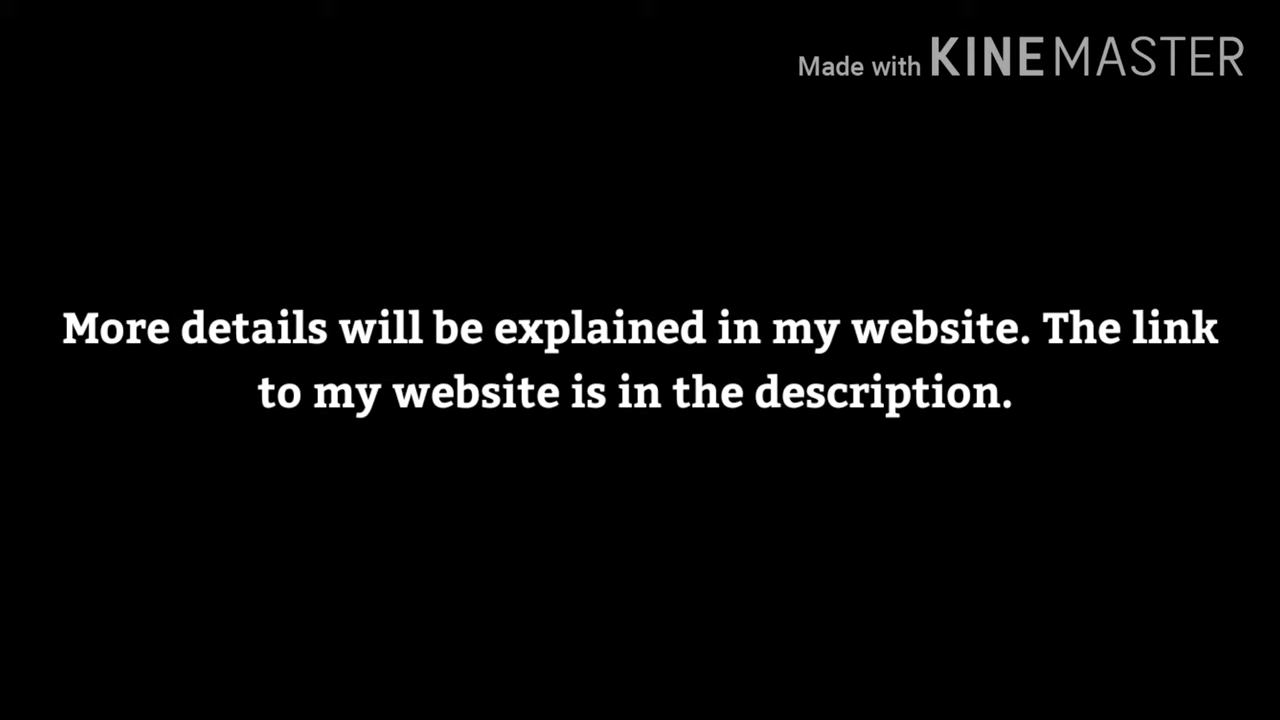 Made with KINEMASTER
More details will be explained in my website. The link
to my website is in the description.